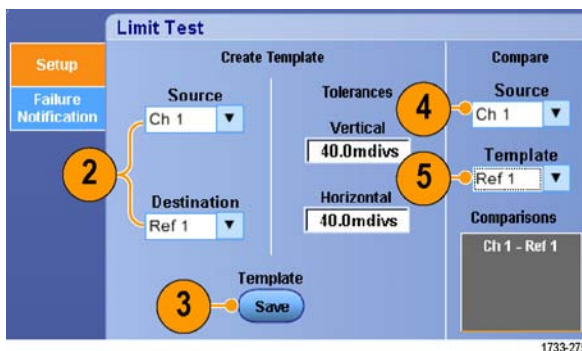 Limit Test
Setup
Failure
Notification
Create Template
Source
Ch 1
2
Destination
Ref 1
Tolerances
Vertical
40.0mdivs
Horizontal
40.0mdivs
Template
3
Save
Compare
Source
4
Ch 1
Template
5
Ref 1
Comparisons
Ch 1 - Ref 1